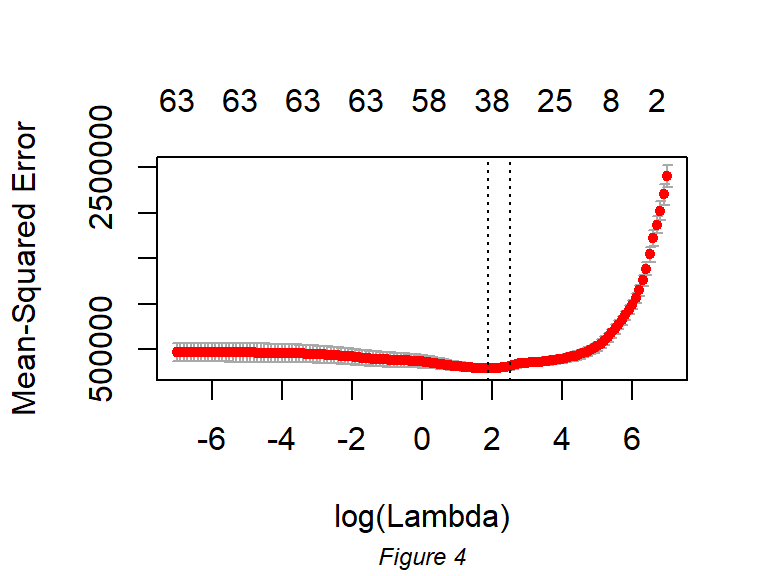 63 63 63 63 58 38 25 8 2
Mean-Squared Error
2500000
500000
-6 -4 -2 0 2 4 6
log(Lambda)
Figure 4